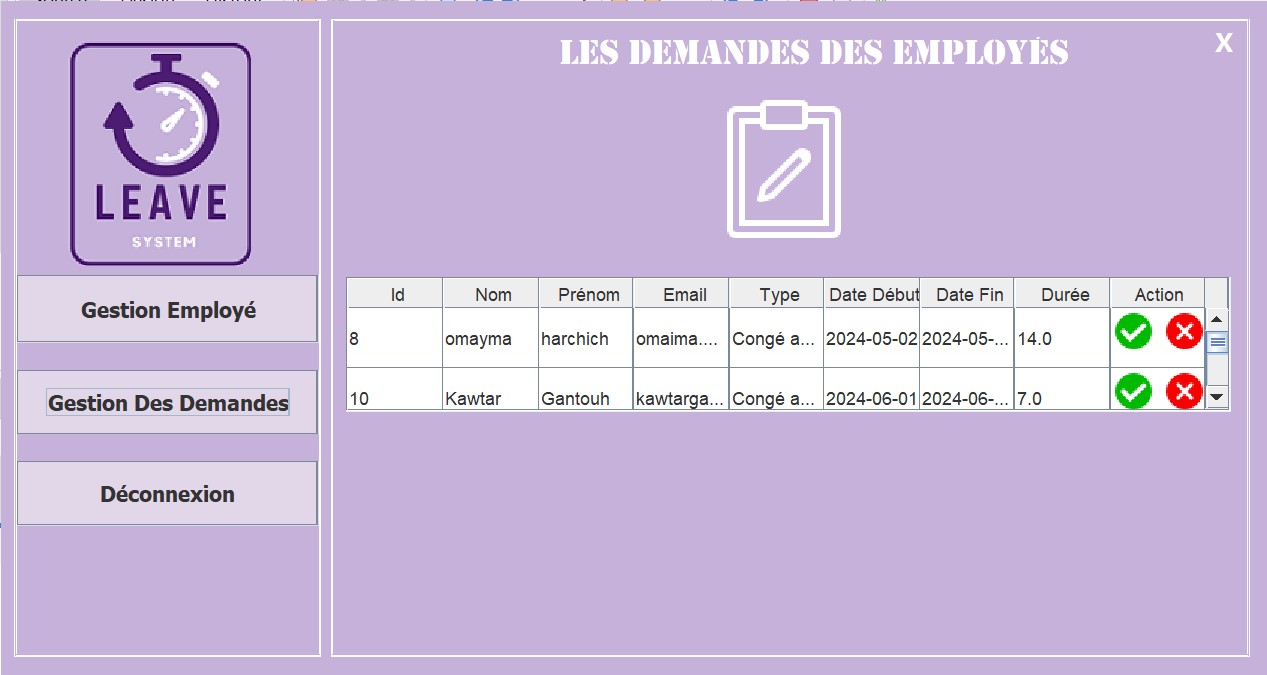 LES DEMANDES DES EMPLOYÉS
X
LEAVE
SYSTEM
Gestion Employé
Gestion Des Demandes
Déconnexion
Id Nom Prénom Email Type Date Début Date Fin Durée Action
8 omayma harchich omaima.... Congé a... 2024-05-02 2024-05-... 14.0
10 Kawtar Gantouh kawtarga... Congé a... 2024-06-01 2024-06-... 7.0